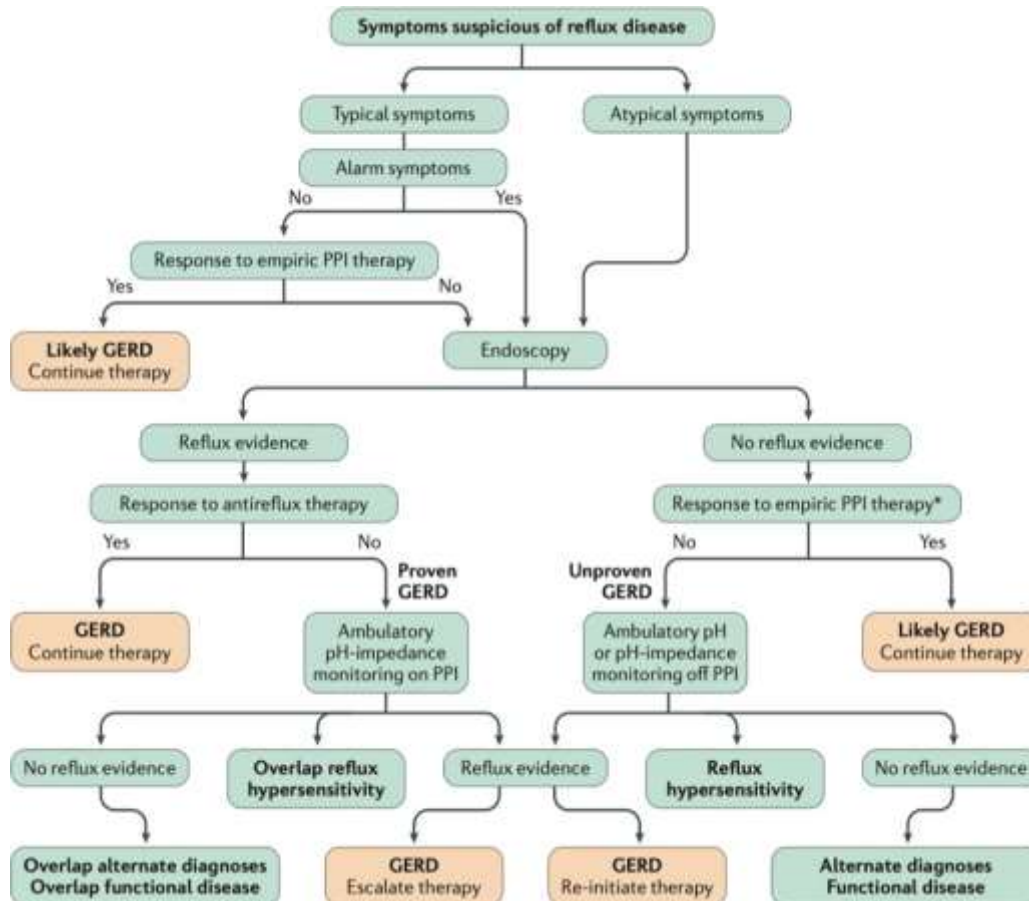 Symptoms suspicious of reflux disease
Typical symptoms
Atypical symptoms
Alarm symptoms
No
Yes
Response to empiric PPI therapy
Yes
No
Likely GERD
Continue therapy
Endoscopy
Reflux evidence
No reflux evidence
Response to antireflux therapy
Response to empiric PPI therapy*
Yes
No
No
Yes
Proven
GERD
Unproven
GERD
GERD
Continue therapy
Ambulatory
pH-impedance
monitoring on PPI
Ambulatory pH
or pH-impedance
monitoring off PPI
Likely GERD
Continue therapy
No reflux evidence
Overlap reflux
hypersensitivity
Reflux evidence
Reflux
hypersensitivity
No reflux evidence
Overlap alternate diagnoses
Overlap functional disease
GERD
Escalate therapy
GERD
Re-initiate therapy
Alternate diagnoses
Functional disease